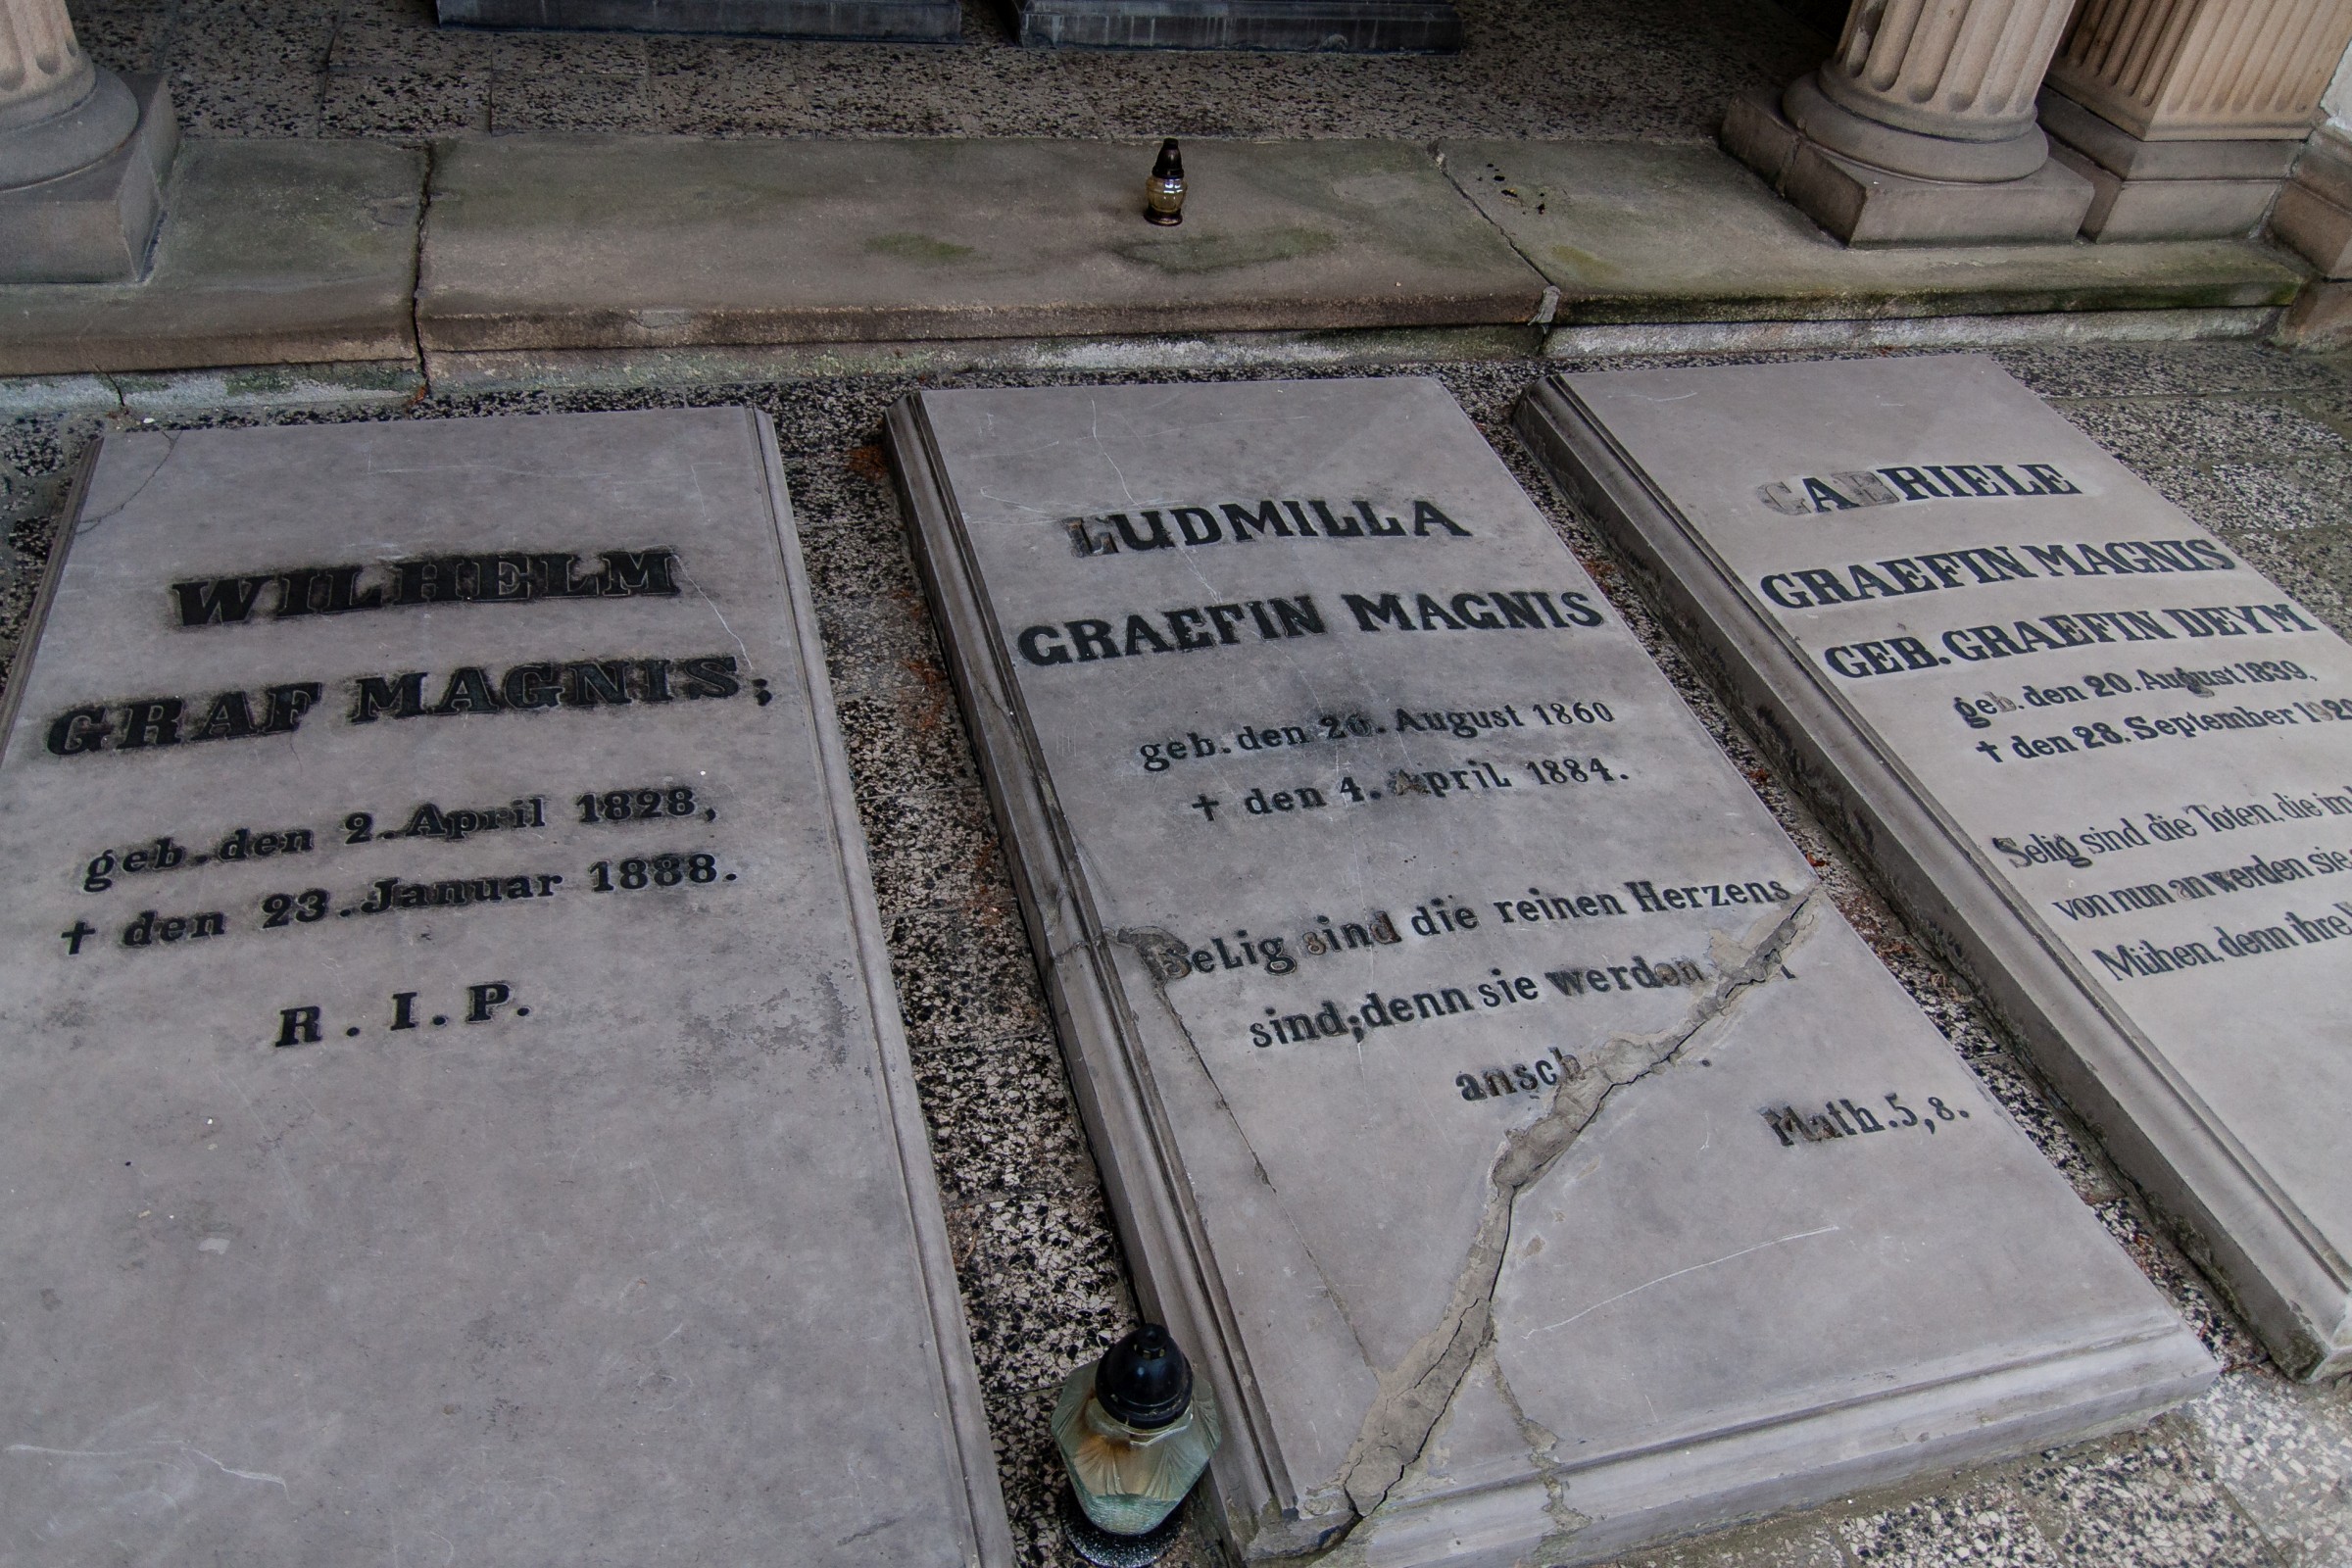 WILHELM
GRAF MAGNIS;
geb. den 2. April 1828,
† den 23. Januar 1888.
R. I. P.
LUDMILLA
GRAEFIN MAGNIS
geb. den 26. August 1860
† den 4. April 1884.
Selig sind die reinen Herzens
sind; denn sie werden
Math. 5, 8.
GABRIELE
GRAEFIN MAGNIS
GEB. GRAEFIN DEYM
geb. den 20. August 1839,
† den 28. September
Selig sind die Toten, die im
von nun an werden sie
Mühen, denn ihre